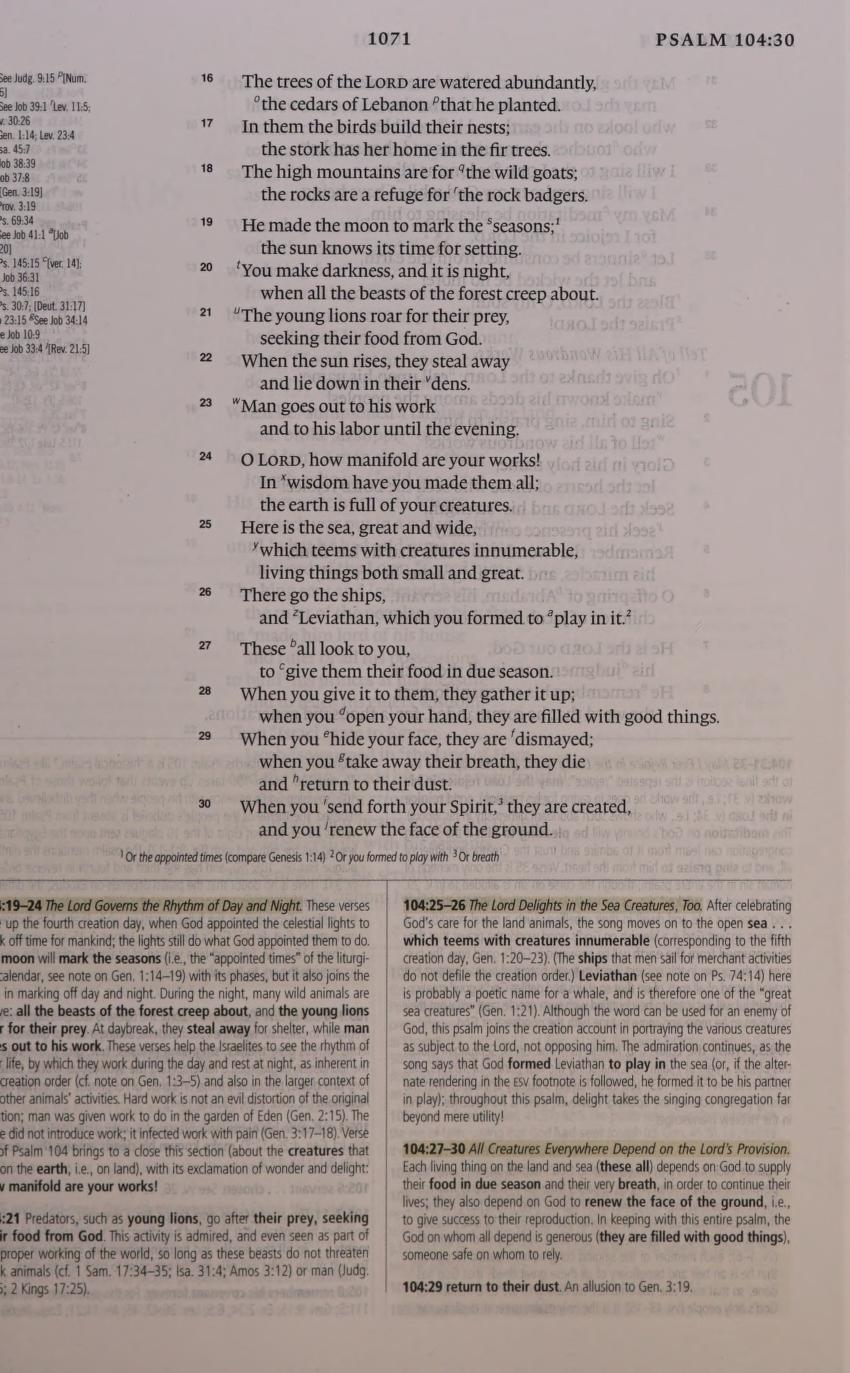 1071
PSALM 104:30
See Judg. 9:15 p[Num.
6]
See Job 39:1 r Lev. 11:5;
v. 30:26
Gen. 1:14; Lev. 23:4
sa. 45:7
ob 38:39
ob 37:8
[Gen. 3:19]
Prov. 3:19
Ps. 69:34
See Job 41:1 a[Job
20]
Ps. 145:15 c[ver. 14];
Job 36:31
Ps. 145:16
Ps. 30:7; [Deut. 31:17]
23:15 g See Job 34:14
e Job 10:9
ee Job 33:4 j[Rev. 21:5]
16 The trees of the LORD are watered abundantly,
o the cedars of Lebanon p that he planted.
17 In them the birds build their nests;
the stork has her home in the fir trees.
18 The high mountains are for q the wild goats;
the rocks are a refuge for r the rock badgers.
19 He made the moon to mark the s seasons;1
the sun knows its time for setting.
20 t You make darkness, and it is night,
when all the beasts of the forest creep about.
21 u The young lions roar for their prey,
seeking their food from God.
22 When the sun rises, they steal away
and lie down in their v dens.
23 w Man goes out to his work
and to his labor until the evening.
24 O LORD, how manifold are your works!
In x wisdom have you made them all;
the earth is full of your creatures.
25 Here is the sea, great and wide,
y which teems with creatures innumerable,
living things both small and great.
26 There go the ships,
and z Leviathan, which you formed to a play in it.2
27 These b all look to you,
to c give them their food in due season.
28 When you give it to them, they gather it up;
when you d open your hand, they are filled with good things.
29 When you e hide your face, they are f dismayed;
when you g take away their breath, they die
and h return to their dust.
30 When you i send forth your Spirit,3 they are created,
and you j renew the face of the ground.
1 Or the appointed times (compare Genesis 1:14) 2 Or you formed to play with 3 Or breath
:19–24 The Lord Governs the Rhythm of Day and Night. These verses
up the fourth creation day, when God appointed the celestial lights to
k off time for mankind; the lights still do what God appointed them to do.
moon will mark the seasons (i.e., the “appointed times” of the liturgi-
calendar, see note on Gen. 1:14–19) with its phases, but it also joins the
in marking off day and night. During the night, many wild animals are
ve: all the beasts of the forest creep about, and the young lions
r for their prey. At daybreak, they steal away for shelter, while man
s out to his work. These verses help the Israelites to see the rhythm of
r life, by which they work during the day and rest at night, as inherent in
creation order (cf. note on Gen. 1:3–5) and also in the larger context of
other animals’ activities. Hard work is not an evil distortion of the original
tion; man was given work to do in the garden of Eden (Gen. 2:15). The
e did not introduce work; it infected work with pain (Gen. 3:17–18). Verse
of Psalm 104 brings to a close this section (about the creatures that
on the earth, i.e., on land), with its exclamation of wonder and delight:
v manifold are your works!
:21 Predators, such as young lions, go after their prey, seeking
ir food from God. This activity is admired, and even seen as part of
proper working of the world, so long as these beasts do not threaten
k animals (cf. 1 Sam. 17:34–35; Isa. 31:4; Amos 3:12) or man (Judg.
5; 2 Kings 17:25).
104:25–26 The Lord Delights in the Sea Creatures, Too. After celebrating
God’s care for the land animals, the song moves on to the open sea . . .
which teems with creatures innumerable (corresponding to the fifth
creation day, Gen. 1:20–23). (The ships that men sail for merchant activities
do not defile the creation order.) Leviathan (see note on Ps. 74:14) here
is probably a poetic name for a whale, and is therefore one of the “great
sea creatures” (Gen. 1:21). Although the word can be used for an enemy of
God, this psalm joins the creation account in portraying the various creatures
as subject to the Lord, not opposing him. The admiration continues, as the
song says that God formed Leviathan to play in the sea (or, if the alter-
nate rendering in the ESV footnote is followed, he formed it to be his partner
in play); throughout this psalm, delight takes the singing congregation far
beyond mere utility!
104:27–30 All Creatures Everywhere Depend on the Lord’s Provision.
Each living thing on the land and sea (these all) depends on God to supply
their food in due season and their very breath, in order to continue their
lives; they also depend on God to renew the face of the ground, i.e.,
to give success to their reproduction. In keeping with this entire psalm, the
God on whom all depend is generous (they are filled with good things),
someone safe on whom to rely.
104:29 return to their dust. An allusion to Gen. 3:19.